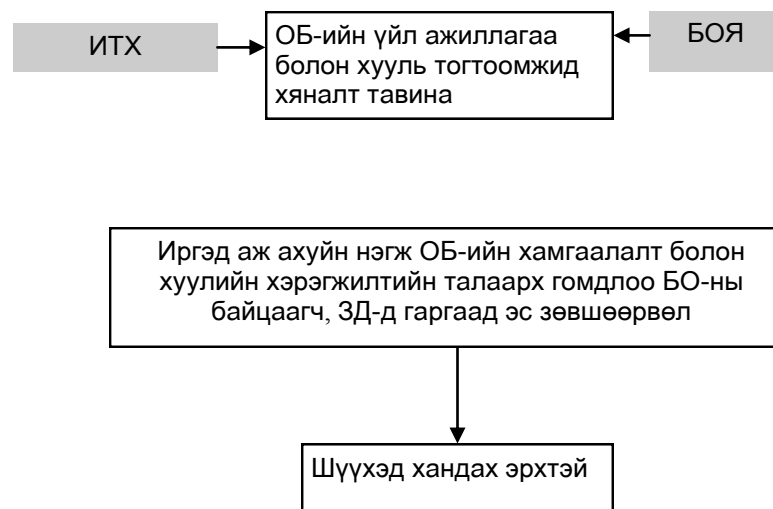 ИТХ
ОБ-ийн үйл ажиллагаа
болон хууль тогтоомжид
хяналт тавина
БОЯ
Иргэд аж ахуйн нэгж ОБ-ийн хамгаалалт болон
хуулийн хэрэгжилтийн талаарх гомдлоо БО-ны
байцаагч, ЗД-д гаргаад эс зөвшөөрвөл
Шүүхэд хандах эрхтэй